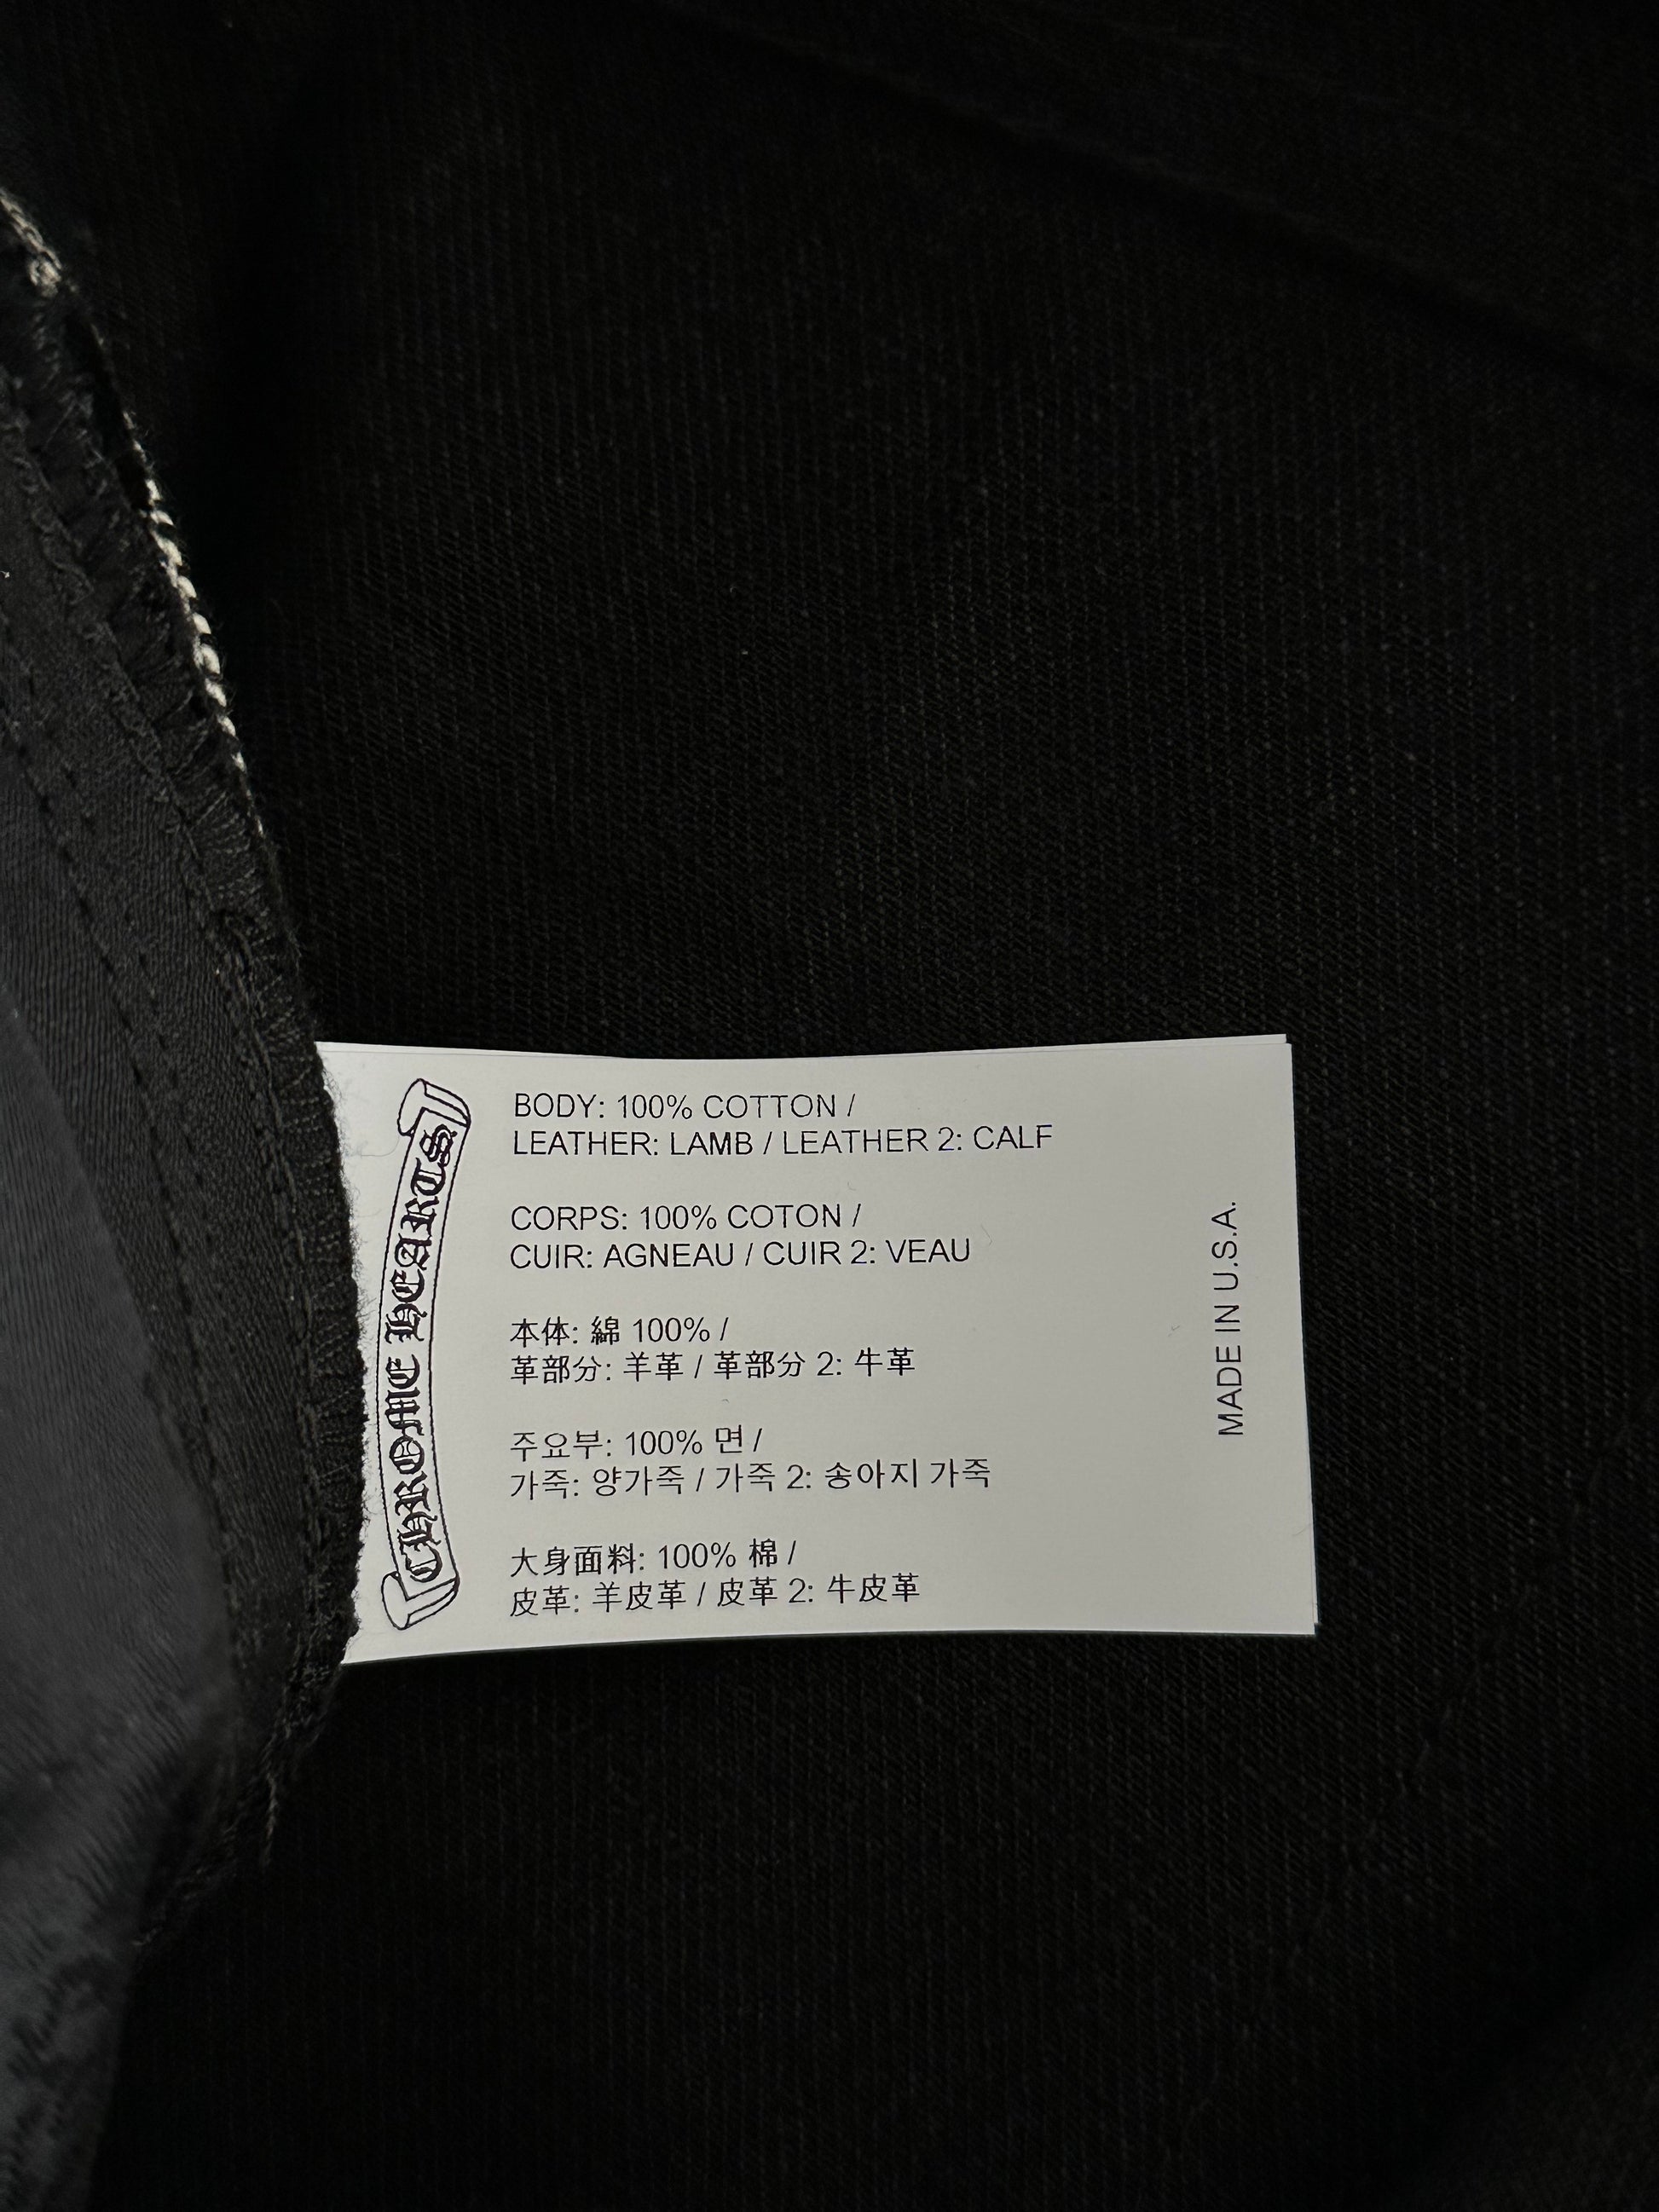 CHROME HEARTS
BODY: 100% COTTON /
LEATHER: LAMB / LEATHER 2: CALF
CORPS: 100% COTON /
CUIR: AGNEAU / CUIR 2: VEAU
本体: 綿 100% /
革部分: 羊革 / 革部分 2: 牛革
주요부: 100% 면 /
가죽: 양가죽 / 가죽 2: 송아지 가죽
大身面料: 100% 棉 /
皮革: 羊皮革 / 皮革 2: 牛皮革
MADE IN U.S.A.